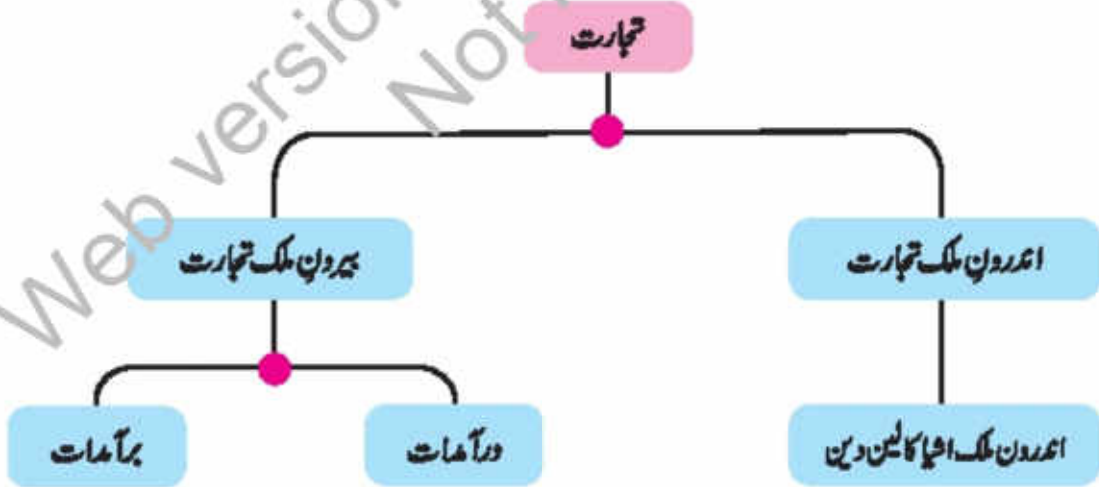 Web version
Not
تجارت
اندرونِ ملک تجارت
بیرونِ ملک تجارت
اندرون ملک اشیا کا لین دین
درآمدات
برآمدات